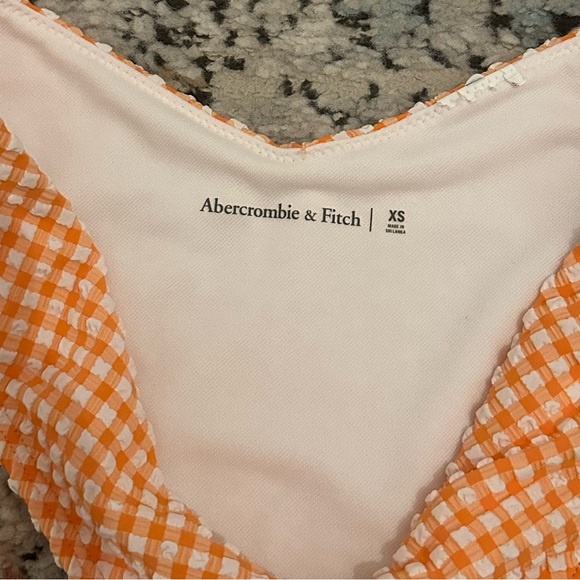 Abercrombie & Fitch | XS
MADE IN
SRI LANKA